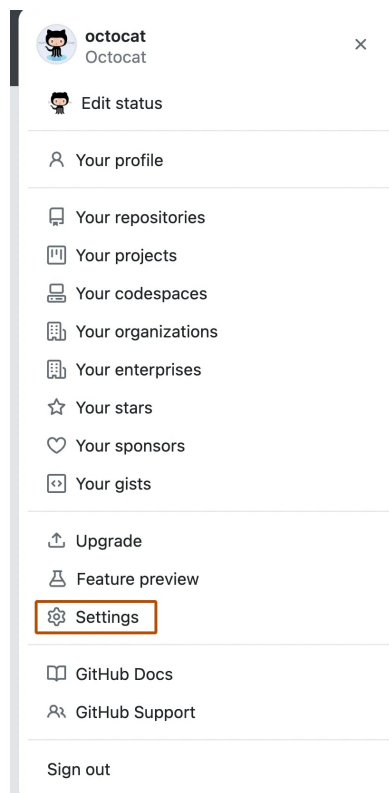 octocat
Octocat
Edit status
Your profile
Your repositories
Your projects
Your codespaces
Your organizations
Your enterprises
Your stars
Your sponsors
Your gists
Upgrade
Feature preview
Settings
GitHub Docs
GitHub Support
Sign out